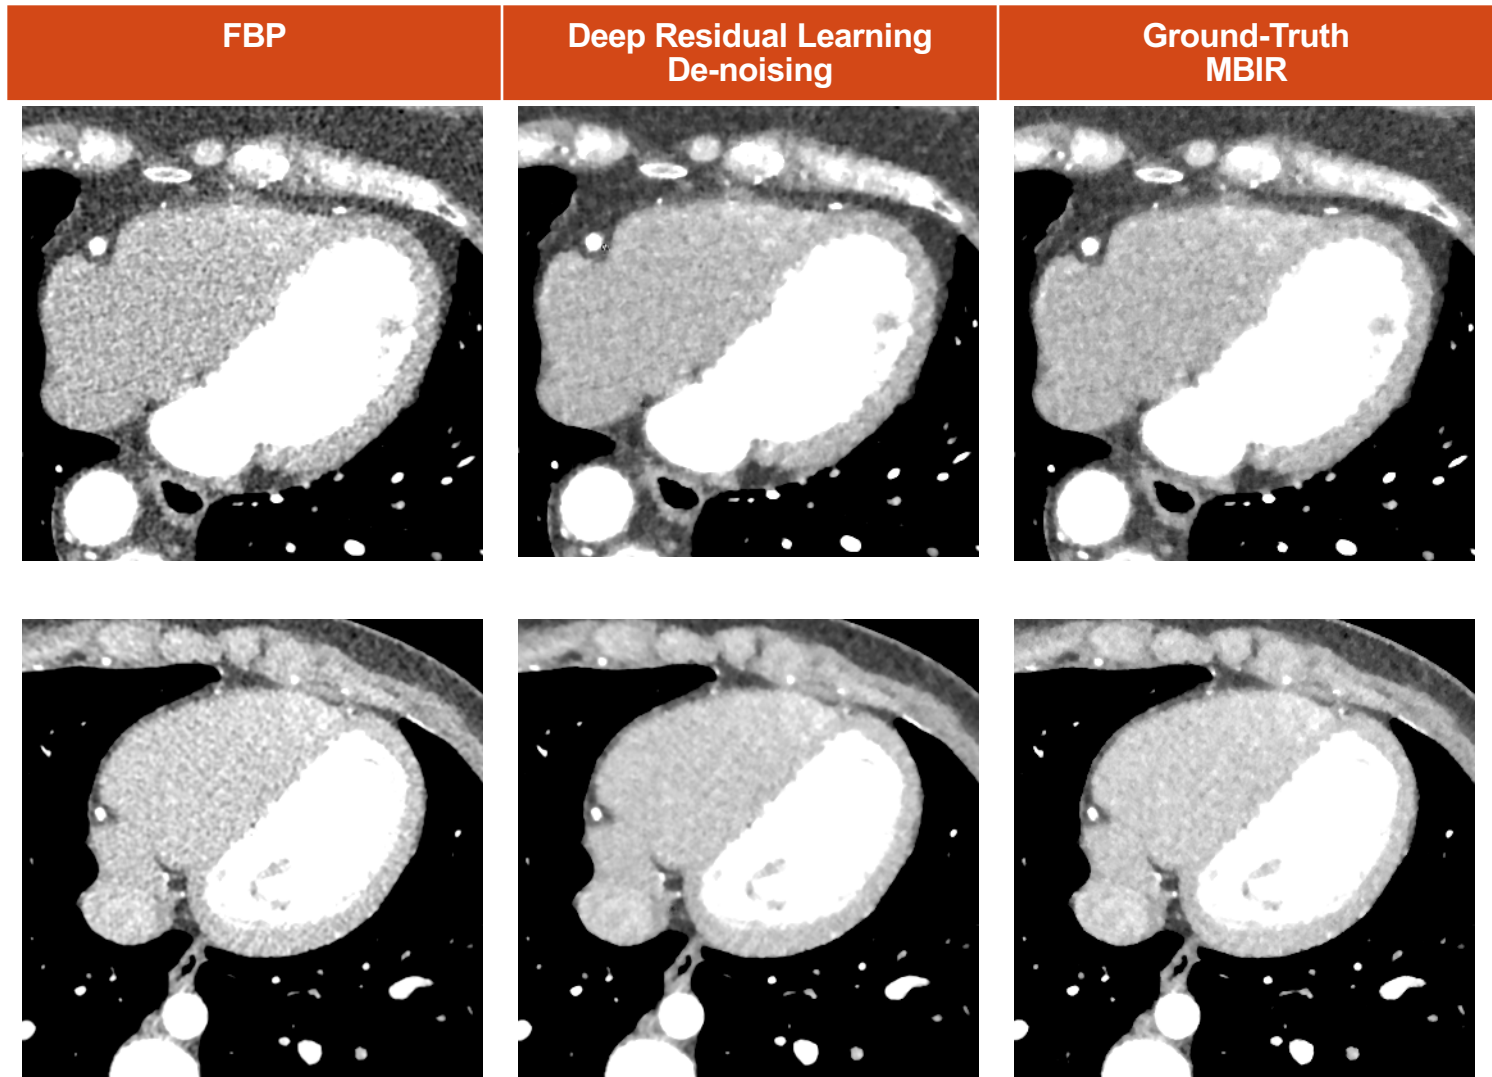 FBP
Deep Residual Learning
De-noising
Ground-Truth
MBIR